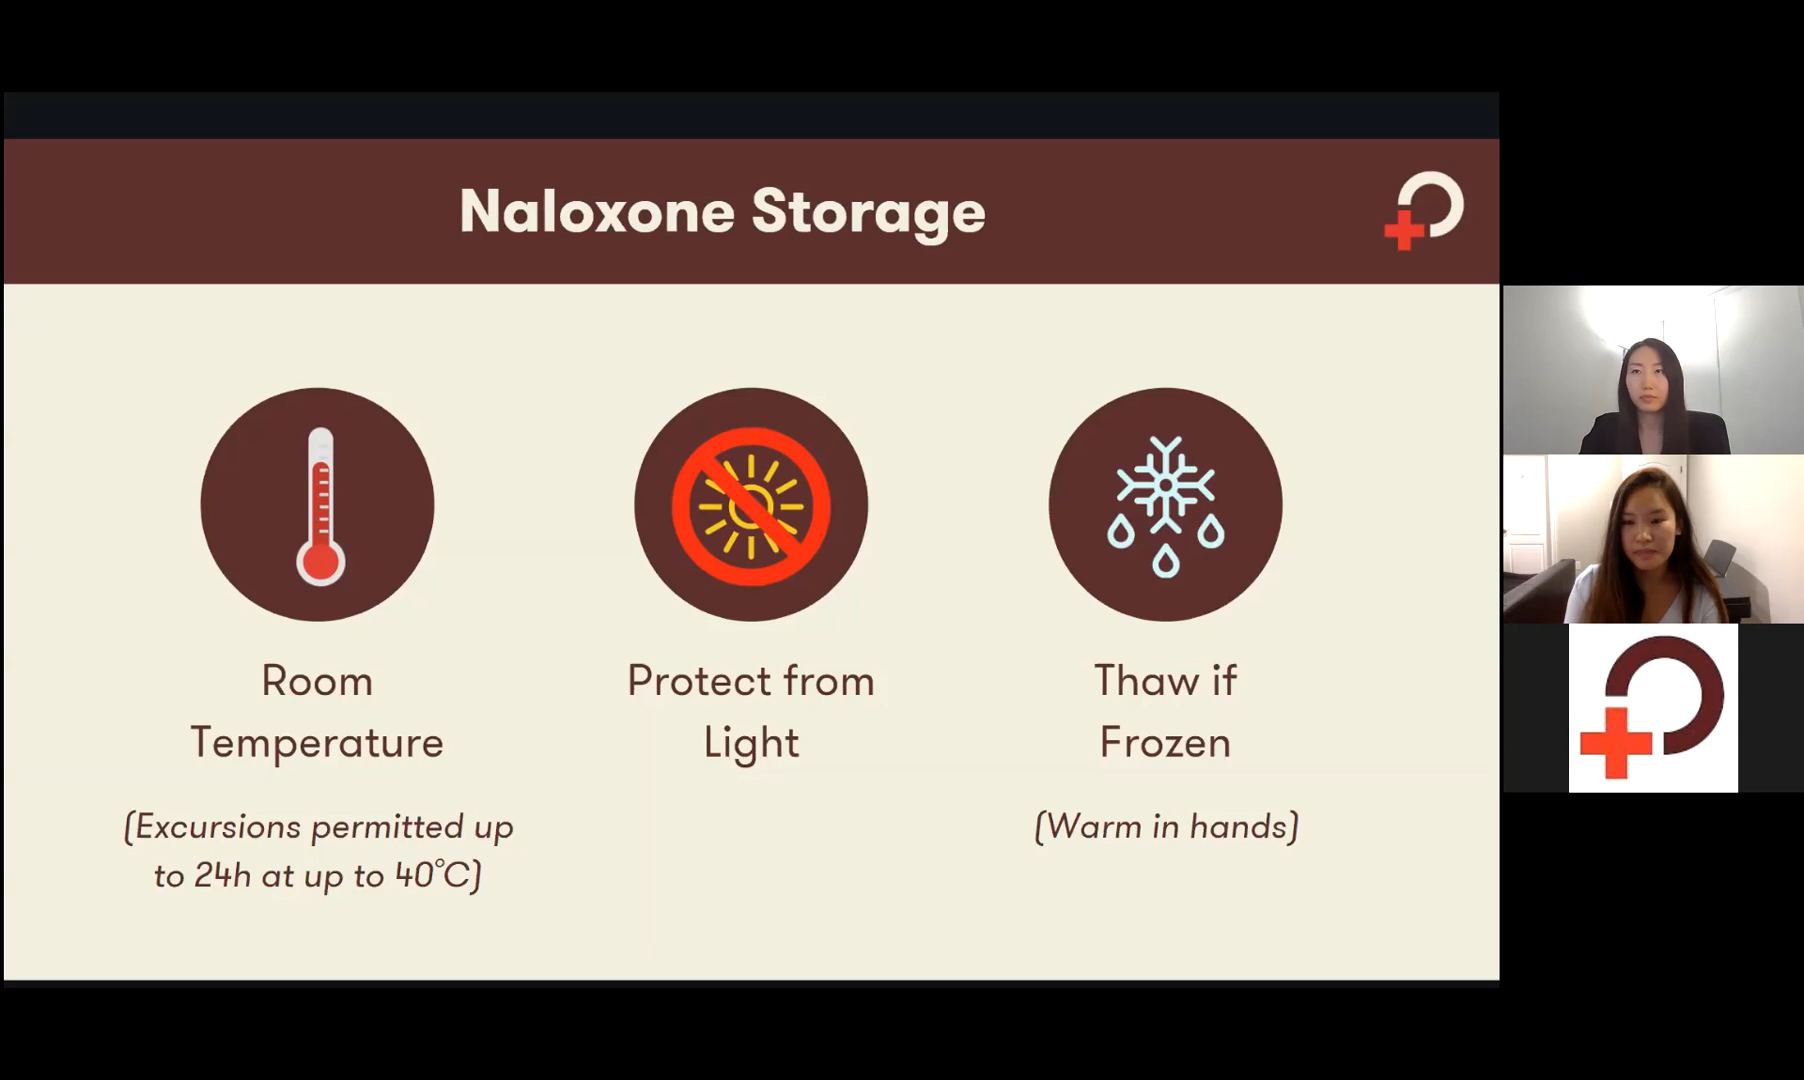 Naloxone Storage
Room
Temperature
(Excursions permitted up
to 24h at up to 40°C)
Protect from
Light
Thaw if
Frozen
(Warm in hands)